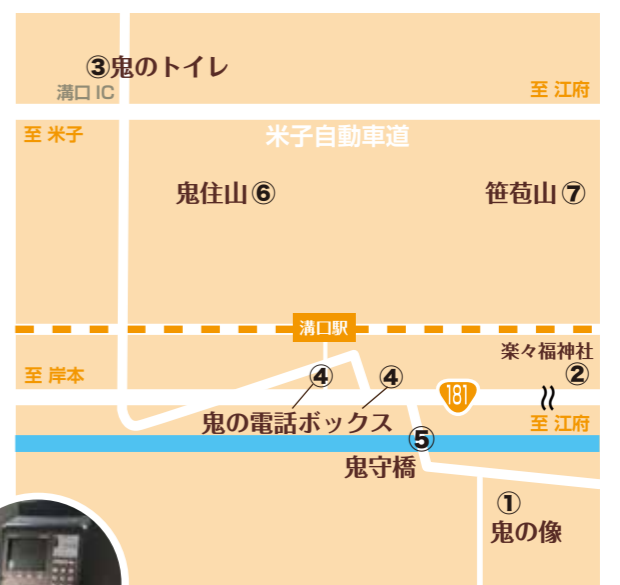 ③鬼のトイレ
溝口 IC
至 江府
至 米子
米子自動車道
鬼住山⑥
笹苞山⑦
溝口駅
楽々福神社
②
至 岸本
④
④
181
鬼の電話ボックス
至 江府
⑤
鬼守橋
①
鬼の像